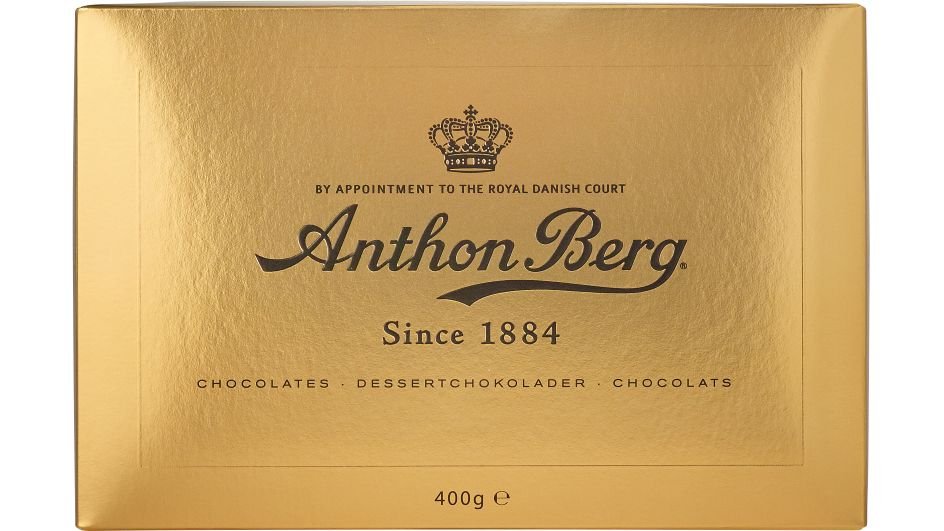 BY APPOINTMENT TO THE ROYAL DANISH COURT
Anthon Berg®
Since 1884
CHOCOLATES · DESSERTCHOKOLADER · CHOCOLATS
400g ℮